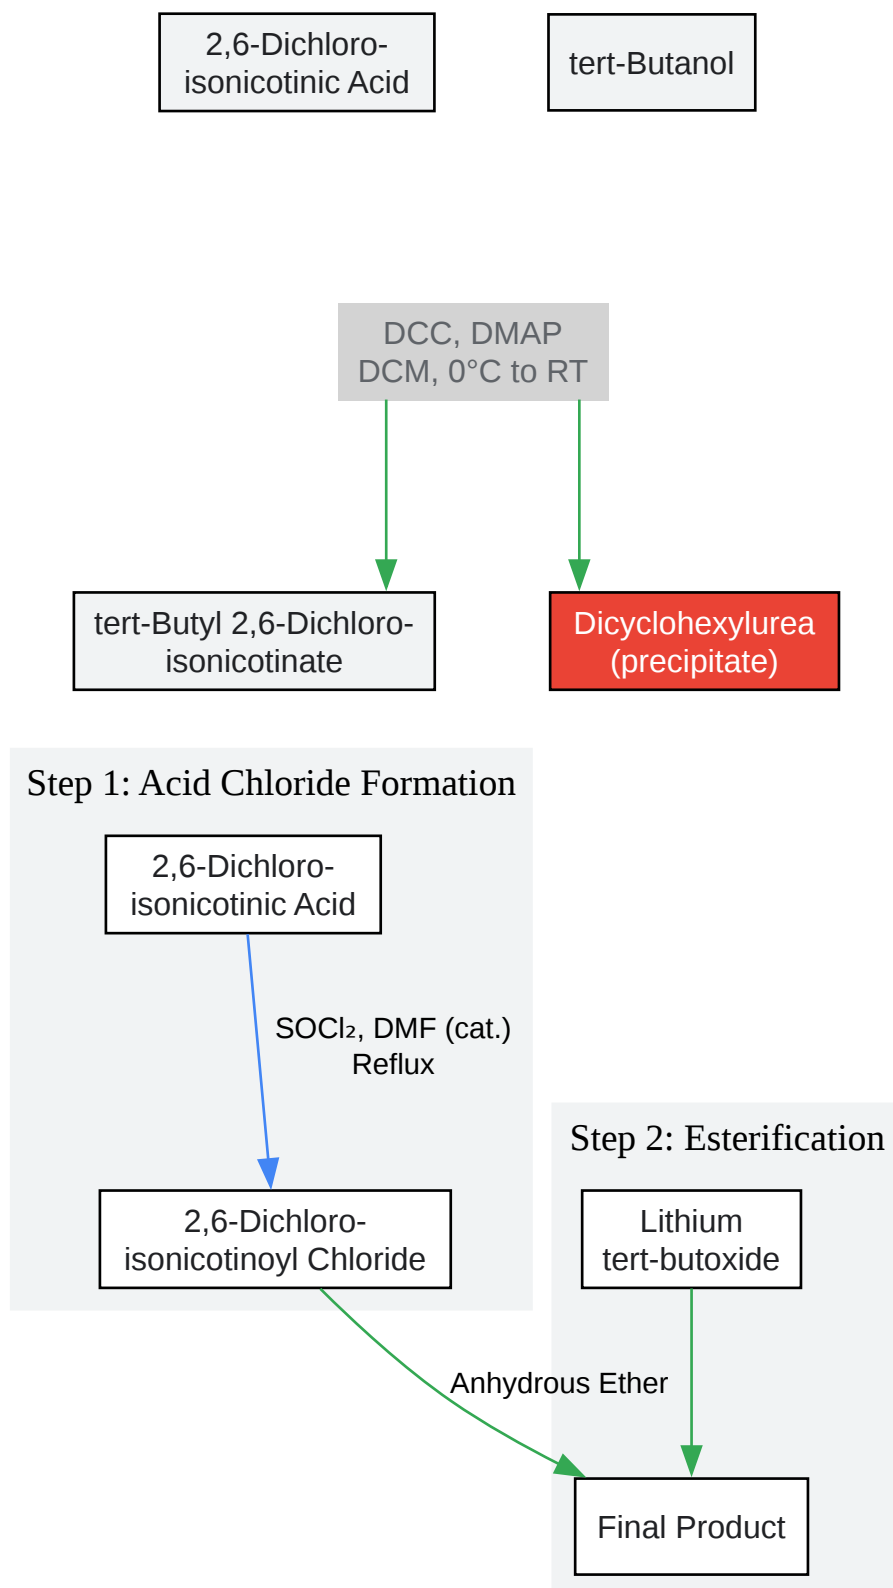 2,6-Dichloro-
isonicotinic Acid
tert-Butanol
DCC, DMAP
DCM, 0°C to RT
tert-Butyl 2,6-Dichloro-
isonicotinate
Dicyclohexylurea
(precipitate)
Step 1: Acid Chloride Formation
2,6-Dichloro-
isonicotinic Acid
SOCl₂, DMF (cat.)
Reflux
2,6-Dichloro-
isonicotinoyl Chloride
Step 2: Esterification
Lithium
tert-butoxide
Anhydrous Ether
Final Product